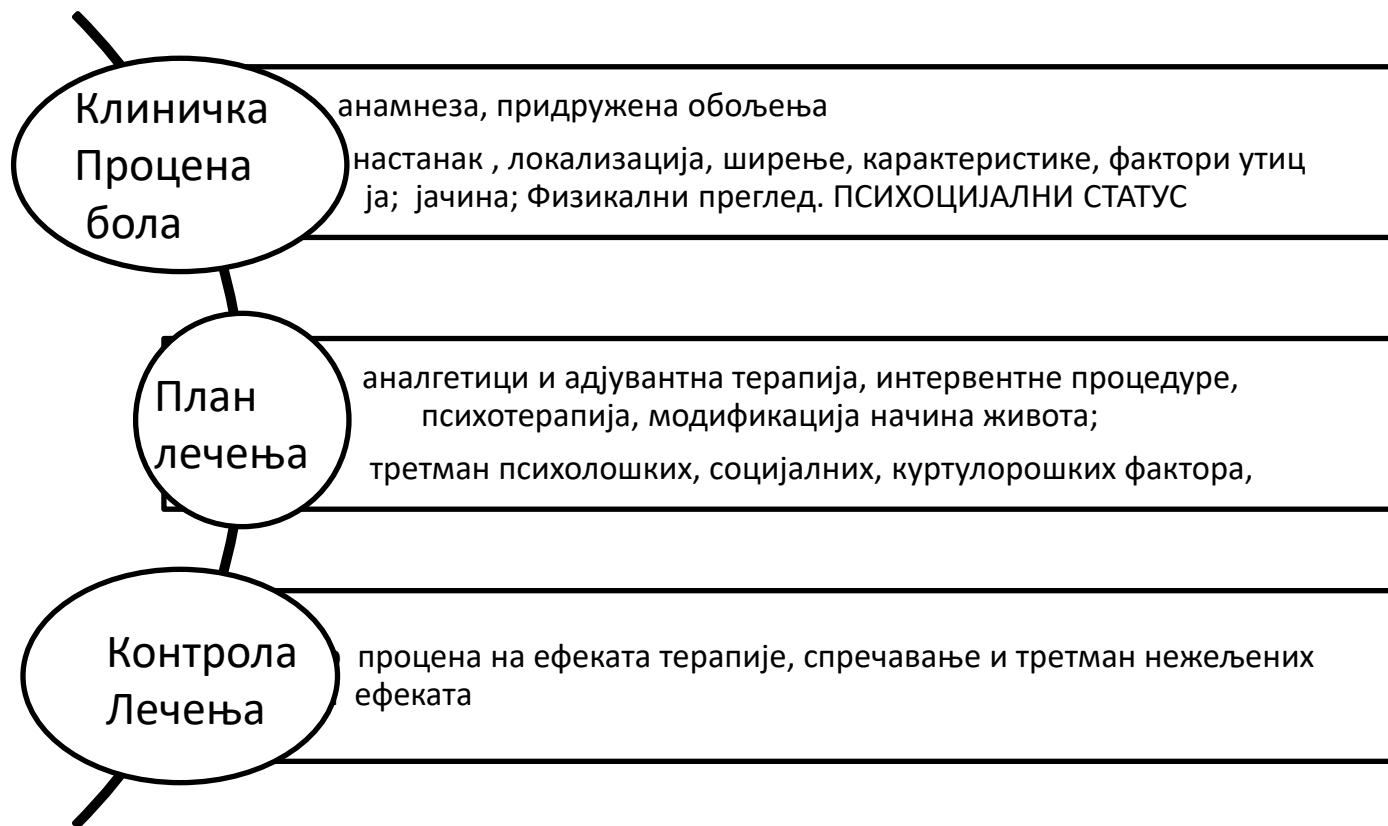 Клиничка
Процена
бола
анамнеза, придружена обољења
настанак , локализација, ширење, карактеристике, фактори утиц
ја; јачина; Физикални преглед. ПСИХОЦИЈАЛНИ СТАТУС
План
лечења
аналгетици и адјувантна терапија, интервентне процедуре,
психотерапија, модификација начина живота;
третман психолошких, социјалних, куртулорошких фактора,
Контрола
Лечења
процена на ефеката терапије, спречавање и третман нежељених
ефеката